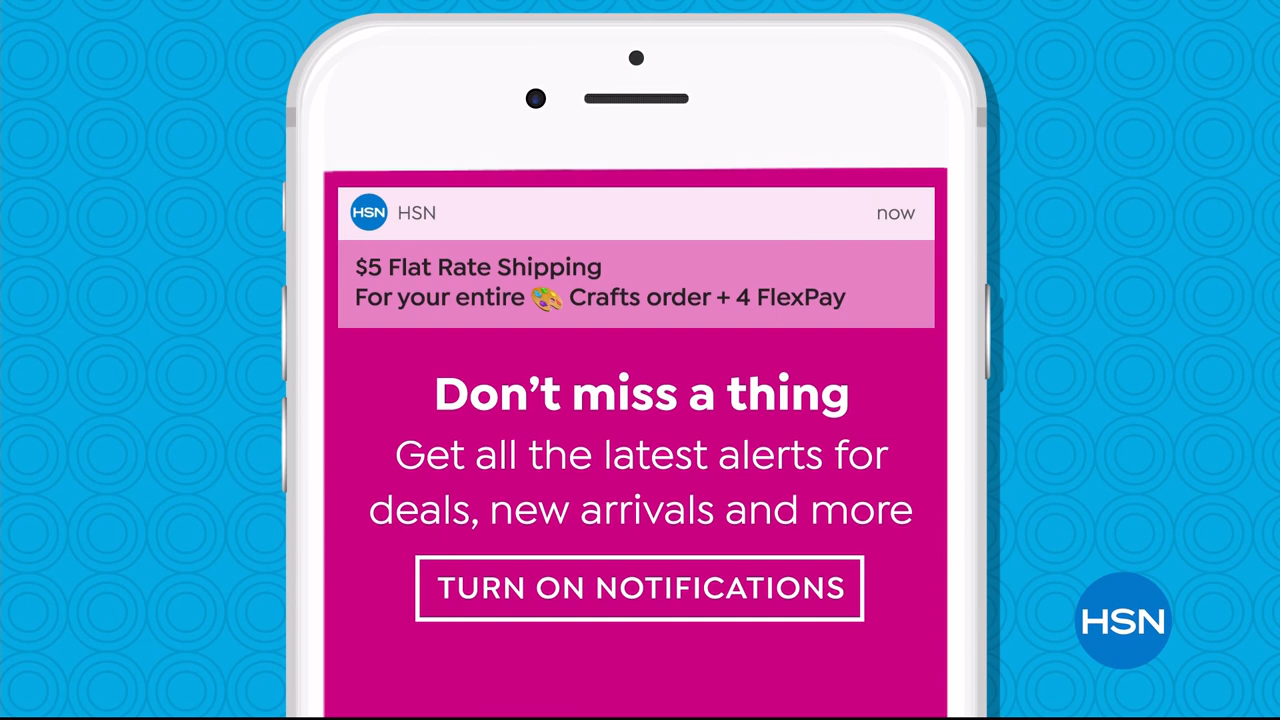 HSN HSN now
$5 Flat Rate Shipping
For your entire 🎨 Crafts order + 4 FlexPay
Don't miss a thing
Get all the latest alerts for
deals, new arrivals and more
TURN ON NOTIFICATIONS
HSN